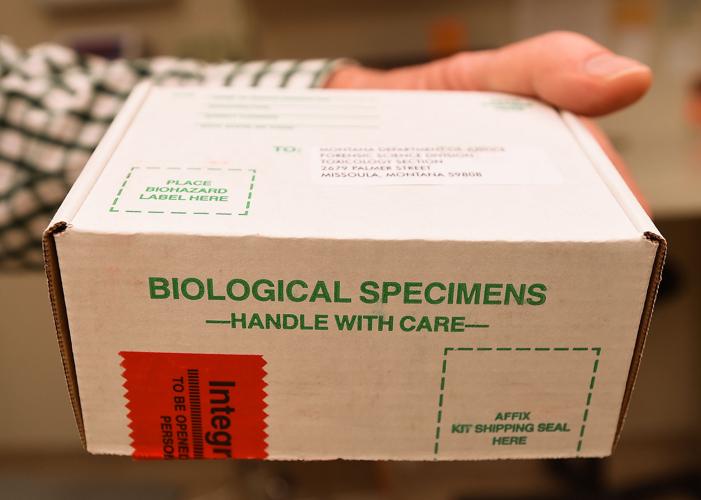 TO:
MONTANA DEPARTMENT OF JUSTICE
FORENSIC SCIENCE DIVISION
TOXICOLOGY SECTION
2679 PALMER STREET
MISSOULA, MONTANA 59808
PLACE
BIOHAZARD
LABEL HERE
BIOLOGICAL SPECIMENS
—HANDLE WITH CARE—
Integr
TO BE OPENED
PERSON
AFFIX
KIT SHIPPING SEAL
HERE